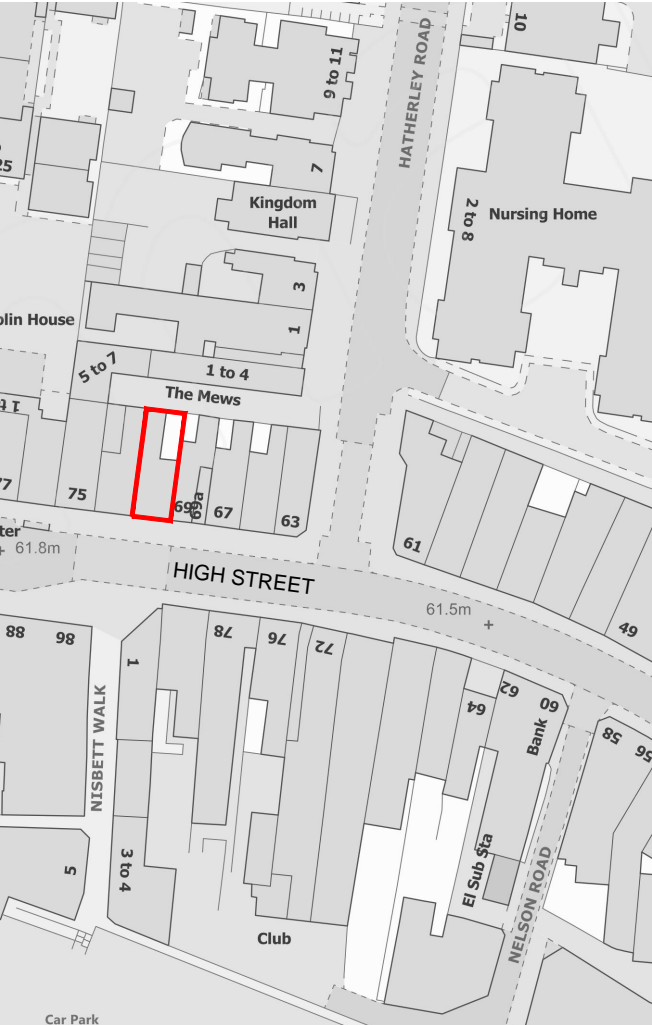 10
HATHERLEY ROAD
9 to 11
25
7
Kingdom
Hall
2 to 8
Nursing Home
3
olin House
1
5 to 7
1 to 4
The Mews
1 t
77
75
69
69a
67
63
61
ter
61.8m
HIGH STREET
61.5m
49
88
86
78
76
72
1
64
62
60
Bank
58
56
NISBETT WALK
3 to 4
5
El Sub Sta
NELSON ROAD
Club
Car Park